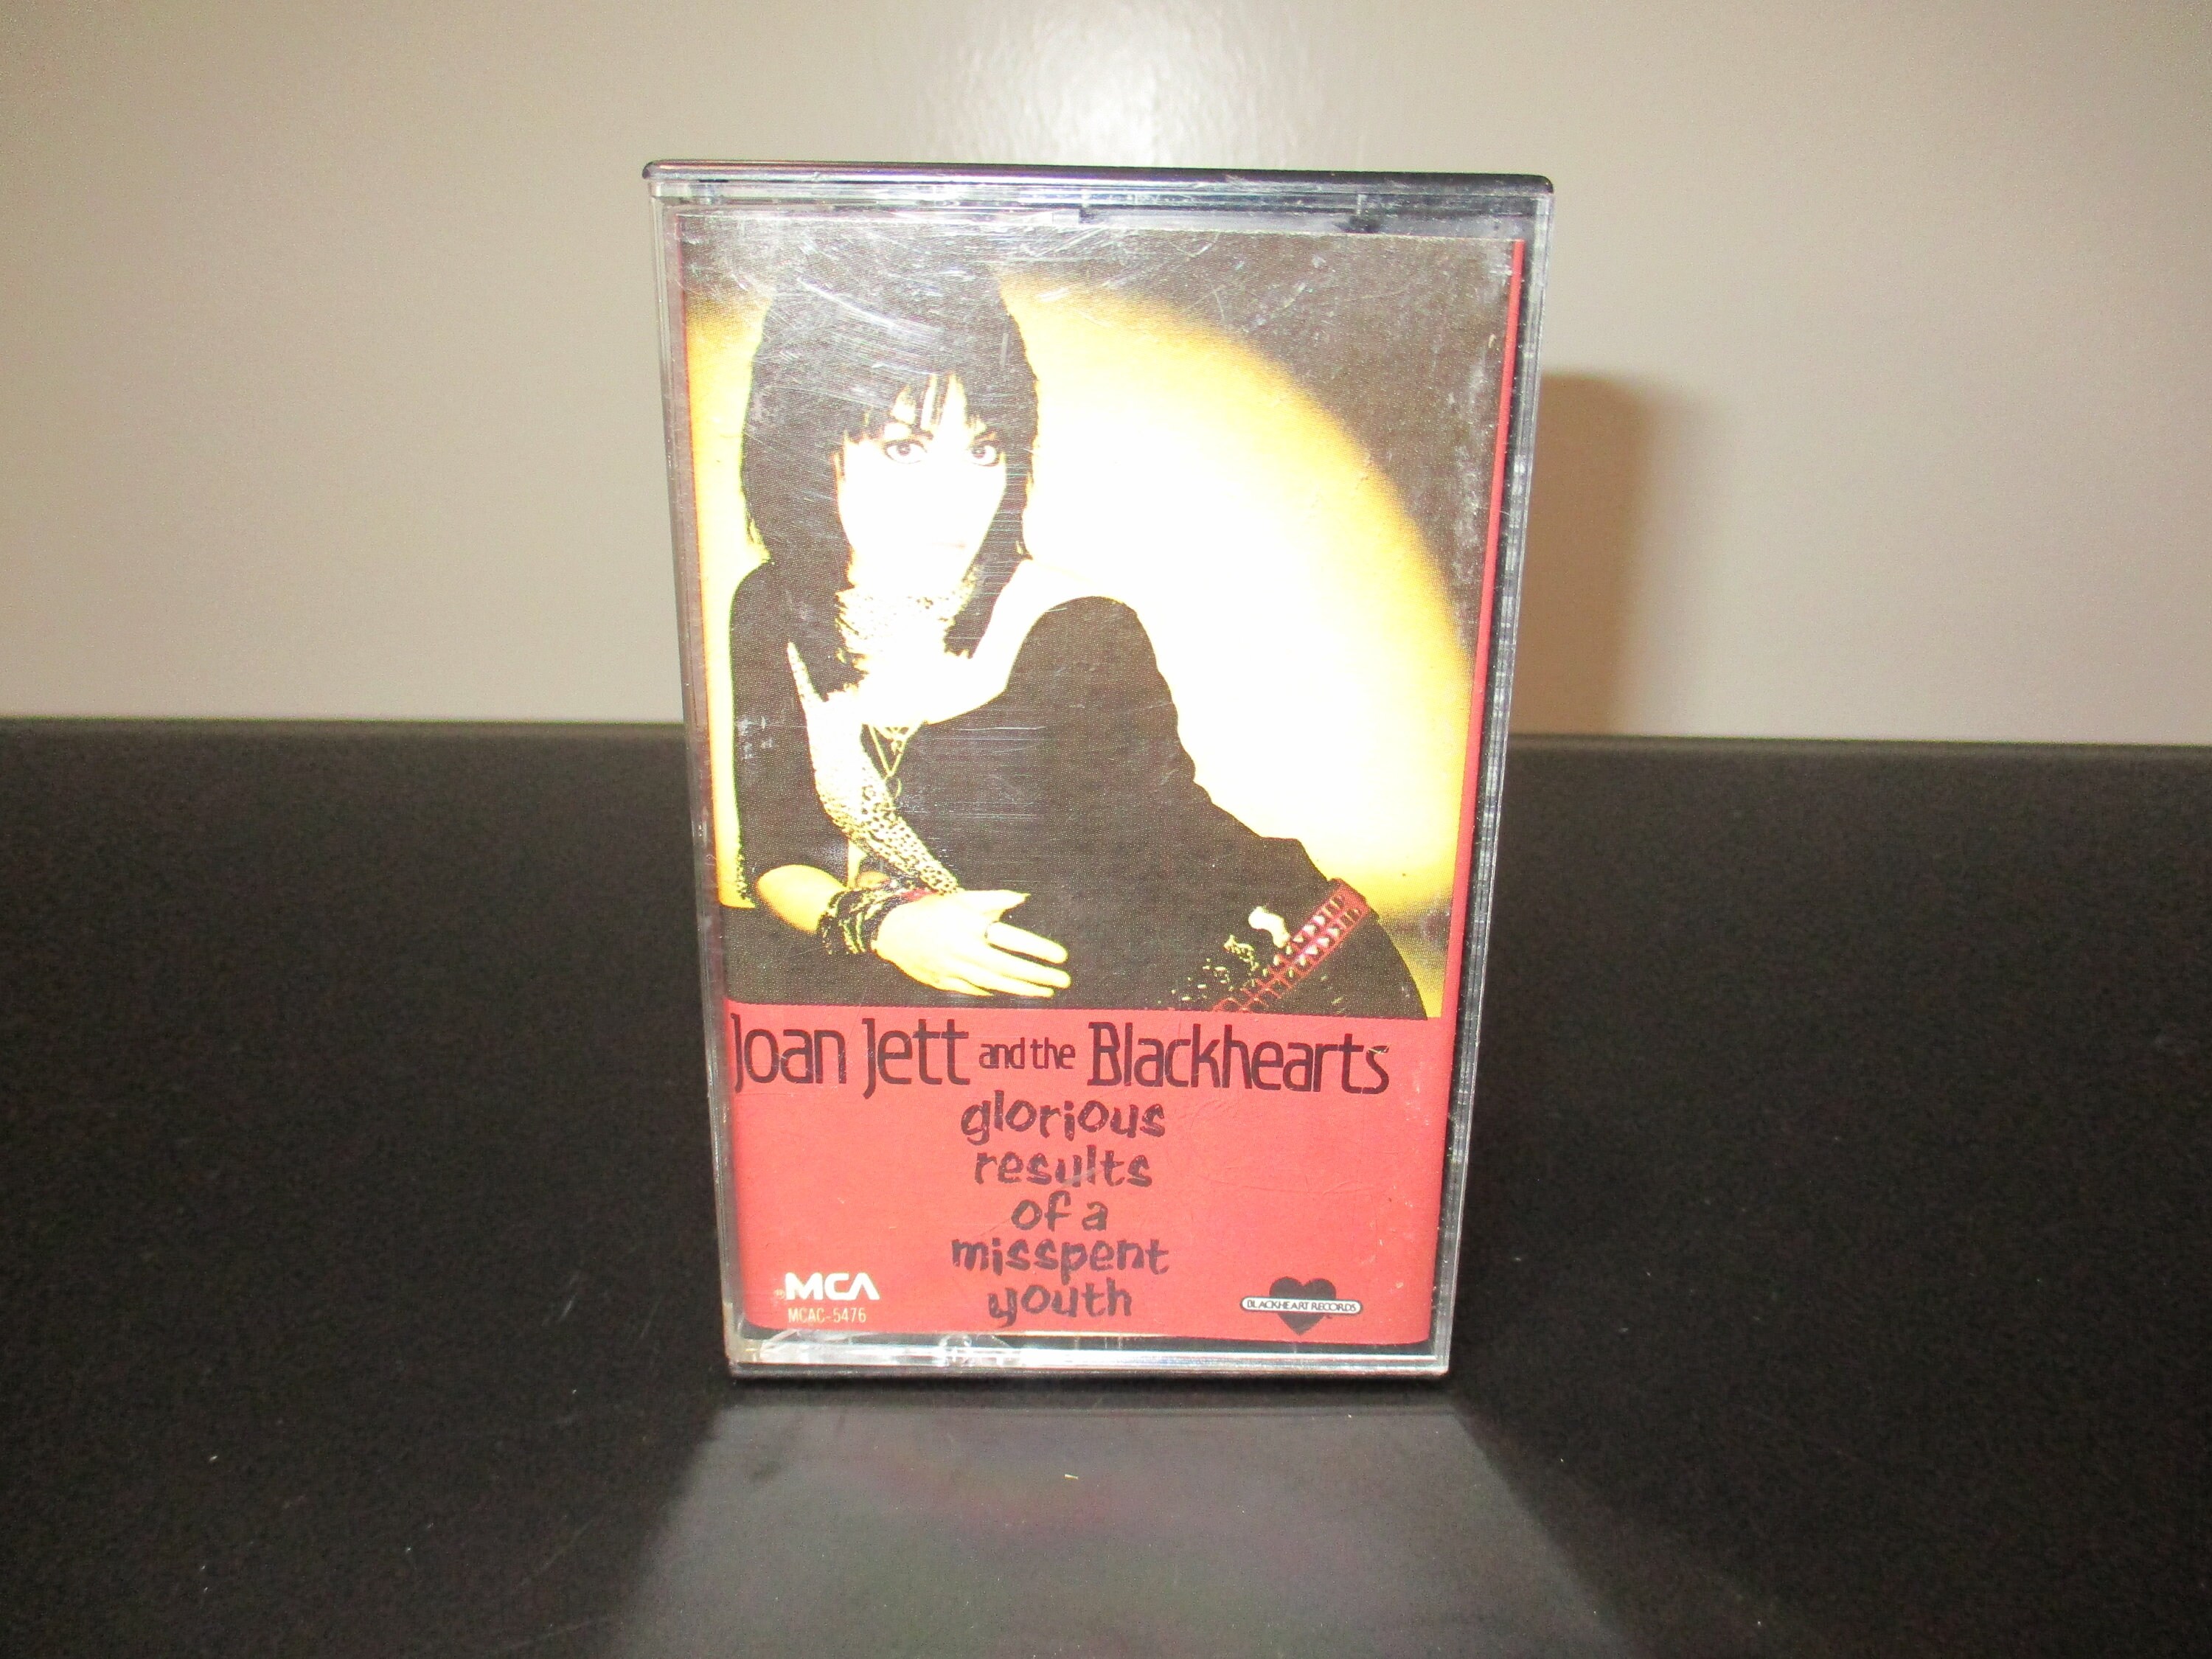 Joan Jett and the Blackhearts
glorious
results
of a
misspent
youth
MCA
MCAC-5476
BLACKHEART RECORDS